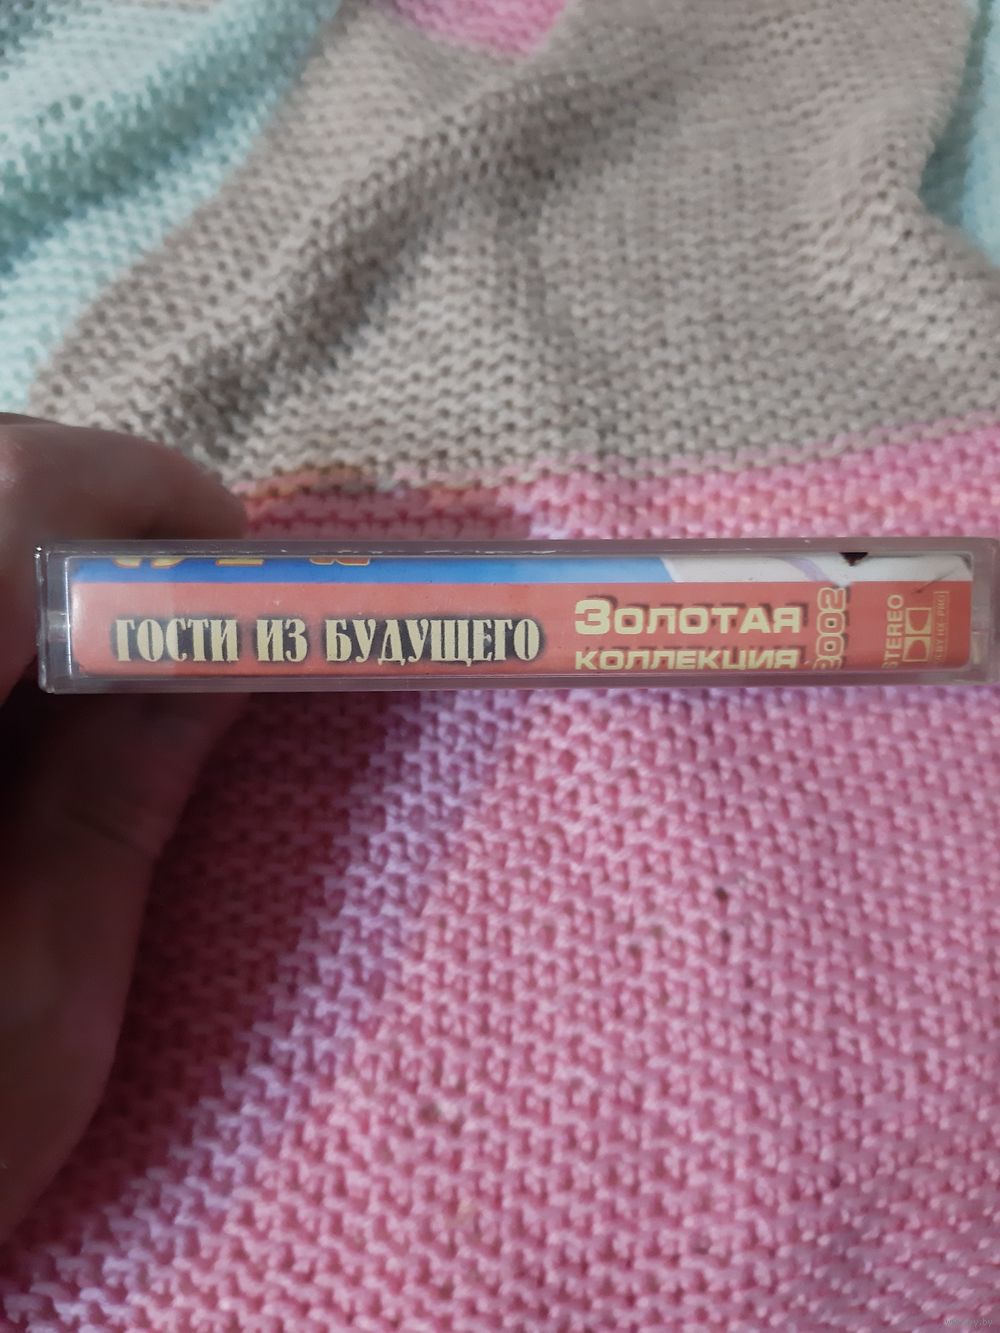 ГОСТИ ИЗ БУДУЩЕГО
ЗОЛОТАЯ
КОЛЛЕКЦИЯ
2002
STEREO